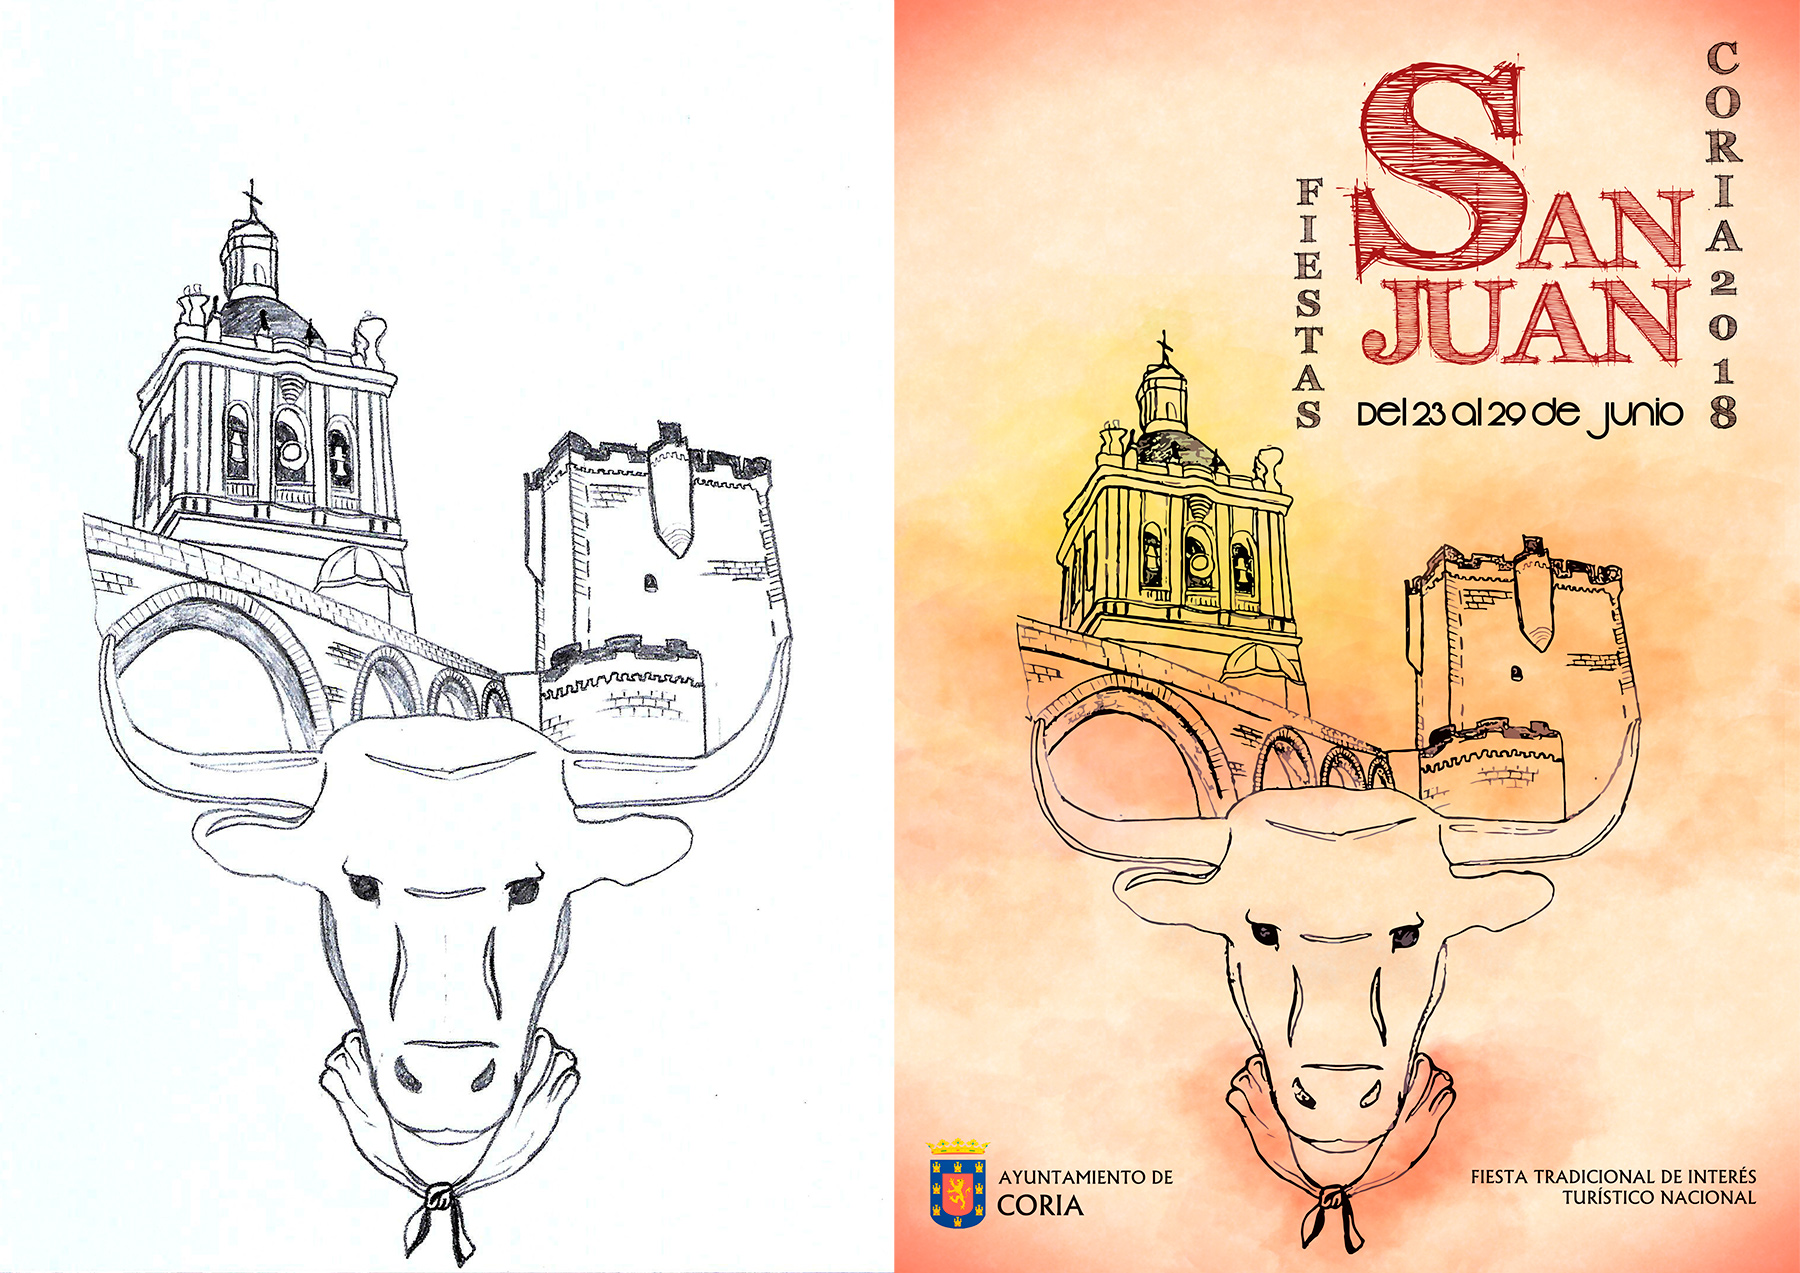 FIESTAS
SAN
JUAN
CORIA 2018
Del 23 al 29 de Junio
AYUNTAMIENTO DE
CORIA
FIESTA TRADICIONAL DE INTERÉS
TURÍSTICO NACIONAL